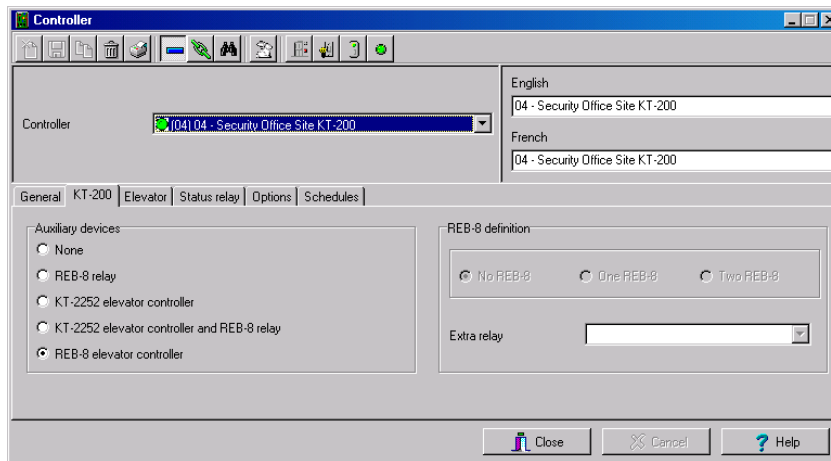 Controller
English
Controller
(04) 04 - Security Office Site KT-200
04 - Security Office Site KT-200
French
04 - Security Office Site KT-200
General KT-200 Elevator Status relay Options Schedules
Auxiliary devices
None
REB-8 relay
KT-2252 elevator controller
KT-2252 elevator controller and REB-8 relay
REB-8 elevator controller
REB-8 definition
No REB-8 One REB-8 Two REB-8
Extra relay
Close Cancel Help